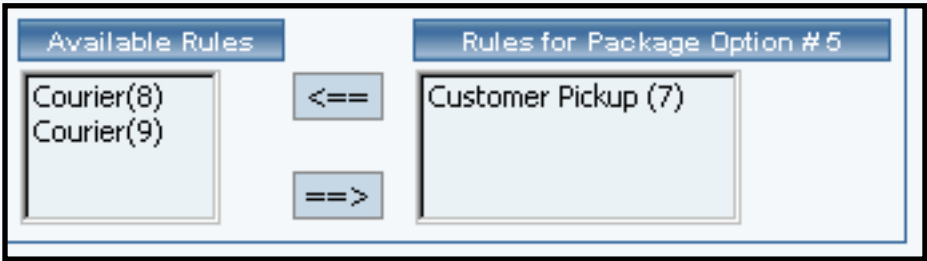 Available Rules
Rules for Package Option #5
Courier(8)
Courier(9)
<==
==>
Customer Pickup (7)